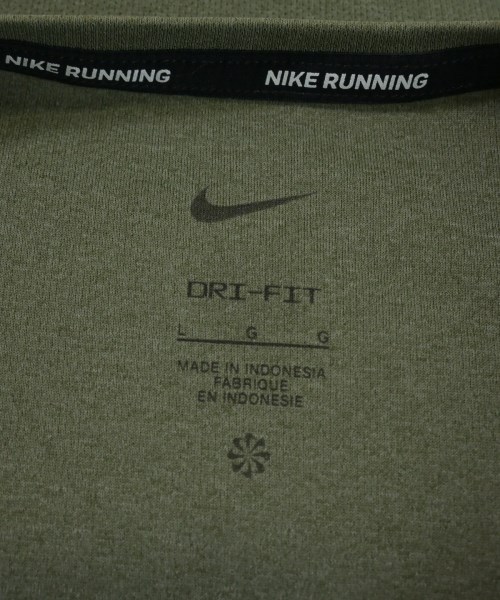 NIKE RUNNING NIKE RUNNING
DRI-FIT
L G G
MADE IN INDONESIA
FABRIQUE
EN INDONESIE